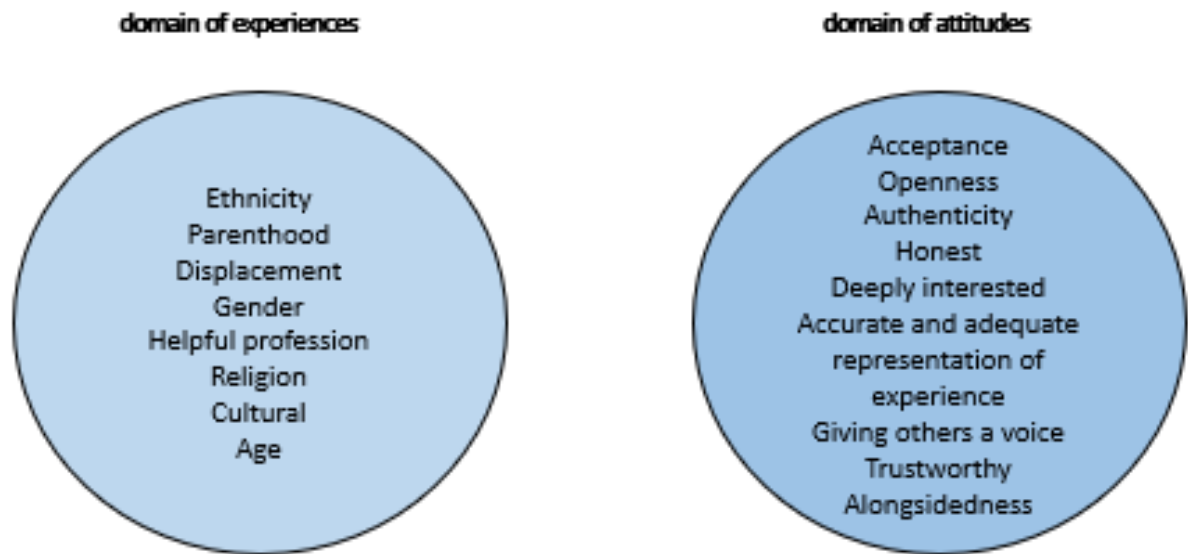 domain of experiences
domain of attitudes
Ethnicity
Parenthood
Displacement
Gender
Helpful profession
Religion
Cultural
Age
Acceptance
Openness
Authenticity
Honest
Deeply interested
Accurate and adequate
representation of
experience
Giving others a voice
Trustworthy
Alongsidedness